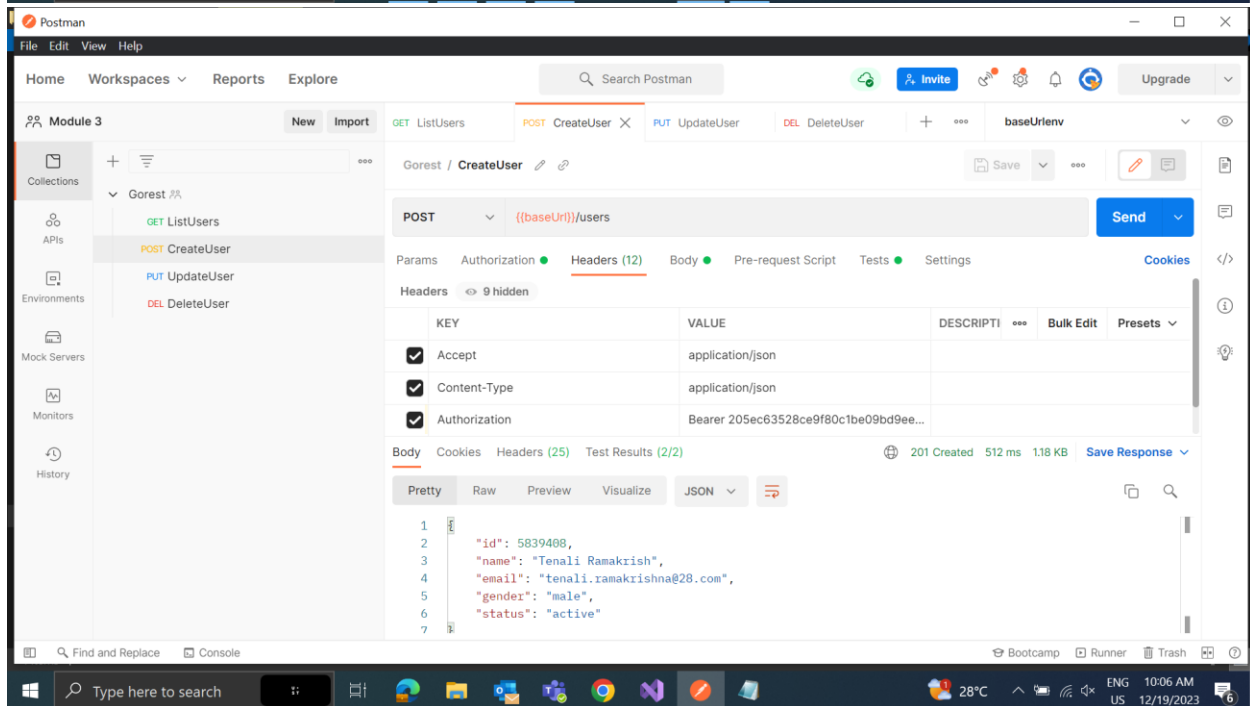 Postman
File Edit View Help
Home Workspaces Reports Explore Search Postman Invite Upgrade
Module 3 New Import GET ListUsers POST CreateUser PUT UpdateUser DEL DeleteUser baseUrlenv
Collections
APIs
Environments
Mock Servers
Monitors
History
Gorest
GET ListUsers
POST CreateUser
PUT UpdateUser
DEL DeleteUser
Gorest / CreateUser Save
POST {{baseUrl}}/users Send
Params Authorization Headers (12) Body Pre-request Script Tests Settings Cookies
Headers 9 hidden
KEY VALUE DESCRIPTI Bulk Edit Presets
Accept application/json
Content-Type application/json
Authorization Bearer 205ec63528ce9f80c1be09bd9ee...
Body Cookies Headers (25) Test Results (2/2) 201 Created 512 ms 1.18 KB Save Response
Pretty Raw Preview Visualize JSON
1 {
2 "id": 5839408,
3 "name": "Tenali Ramakrish",
4 "email": "tenali.ramakrishna@28.com",
5 "gender": "male",
6 "status": "active"
7 }
Find and Replace Console Bootcamp Runner Trash
Type here to search 28°C ENG 10:06 AM
US 12/19/2023 6